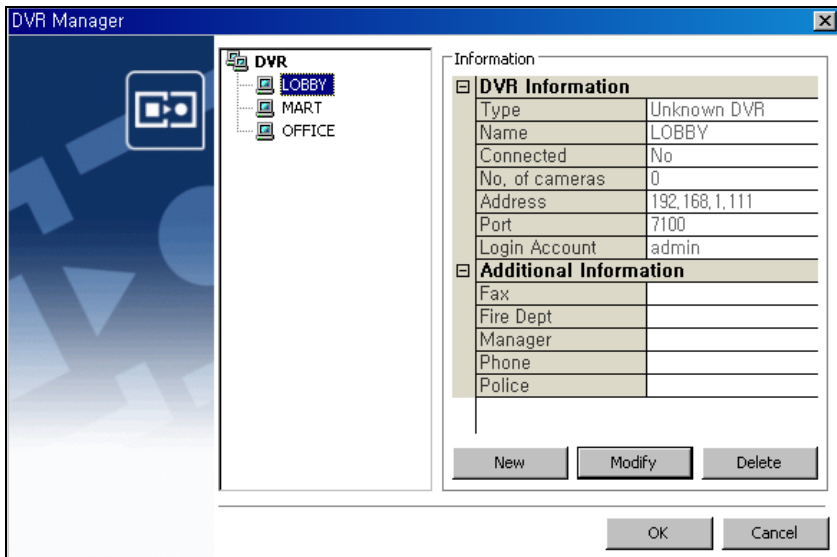 DVR Manager
DVR
LOBBY
MART
OFFICE
Information
DVR Information
Type Unknown DVR
Name LOBBY
Connected No
No, of cameras 0
Address 192,168,1,111
Port 7100
Login Account admin
Additional Information
Fax
Fire Dept
Manager
Phone
Police
New Modify Delete
OK Cancel